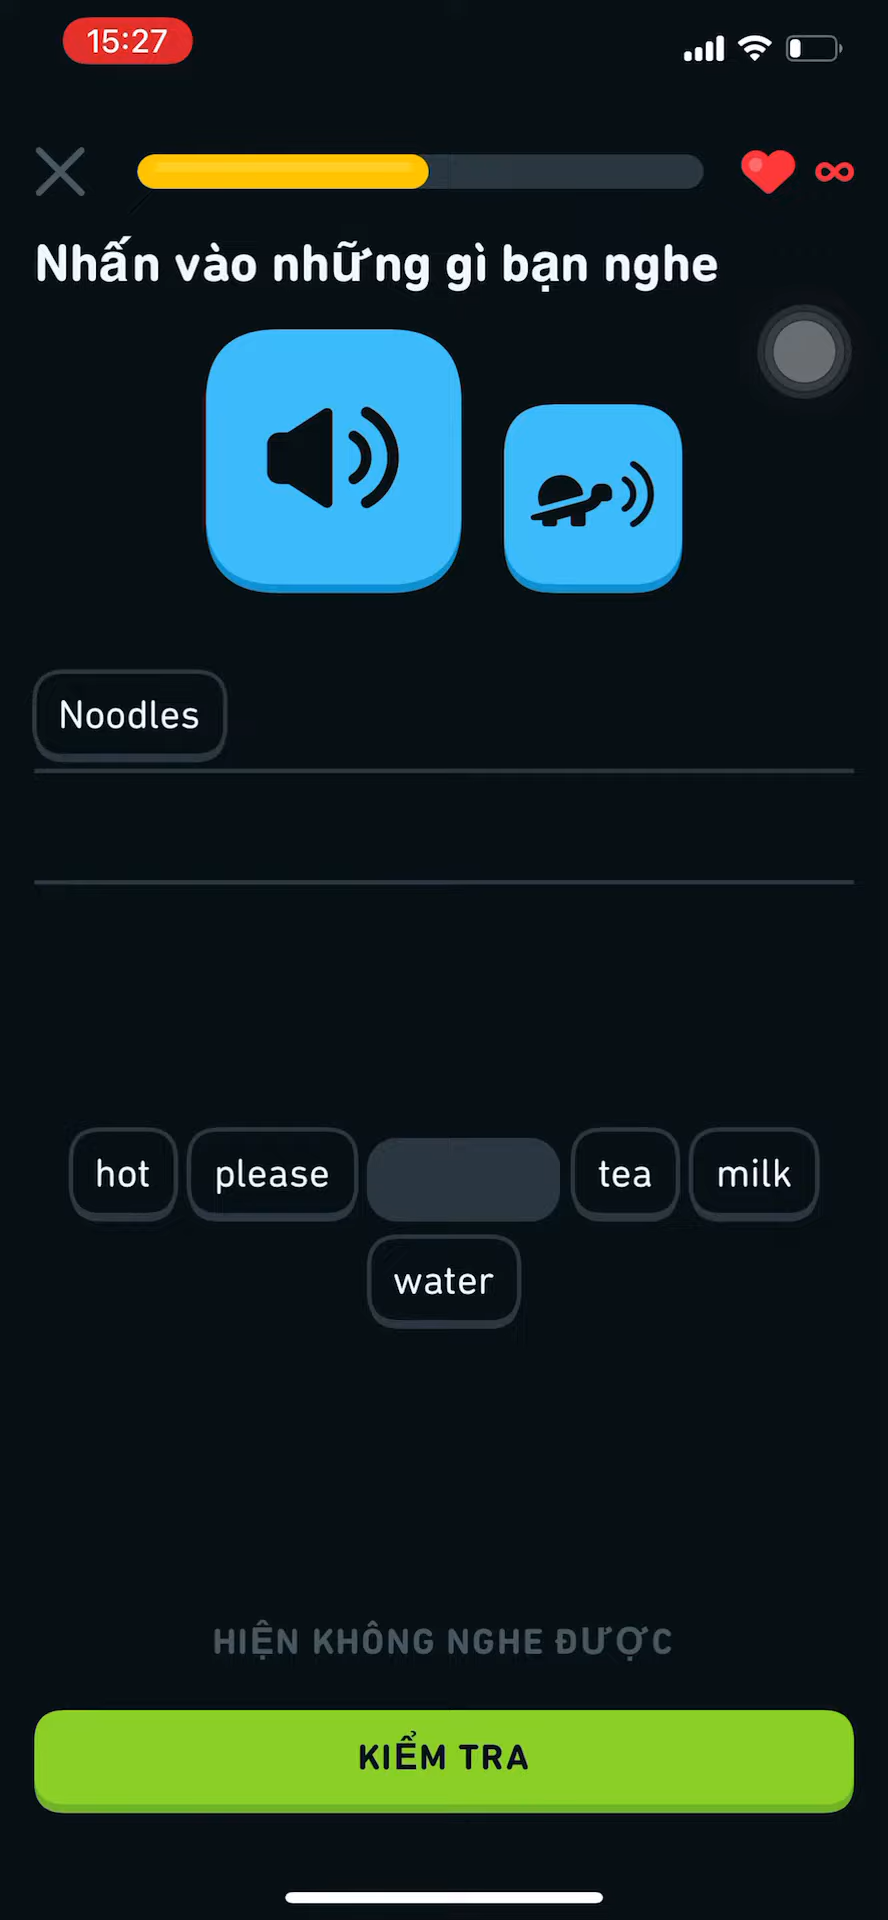 15:27
Nhấn vào những gì bạn nghe
Noodles
hot please tea milk
water
HIỆN KHÔNG NGHE ĐƯỢC
KIỂM TRA